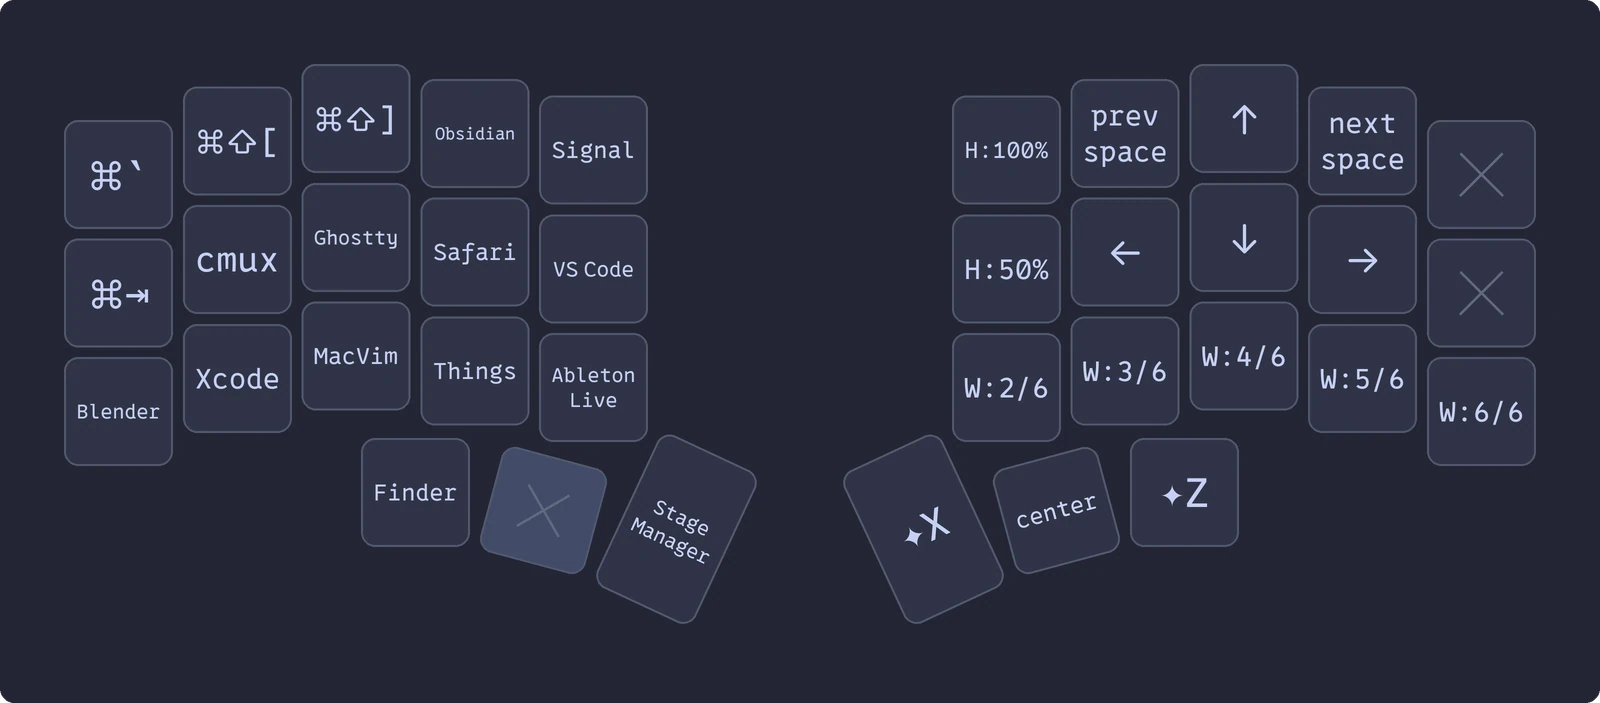 ⌘`
⌘⇧[
⌘⇧]
Obsidian
Signal
⌘⇥
cmux
Ghostty
Safari
VS Code
Blender
Xcode
MacVim
Things
Ableton
Live
Finder
Stage
Manager
H:100%
prev
space
↑
next
space
H:50%
←
↓
→
W:2/6
W:3/6
W:4/6
W:5/6
W:6/6
✦X
center
✦Z